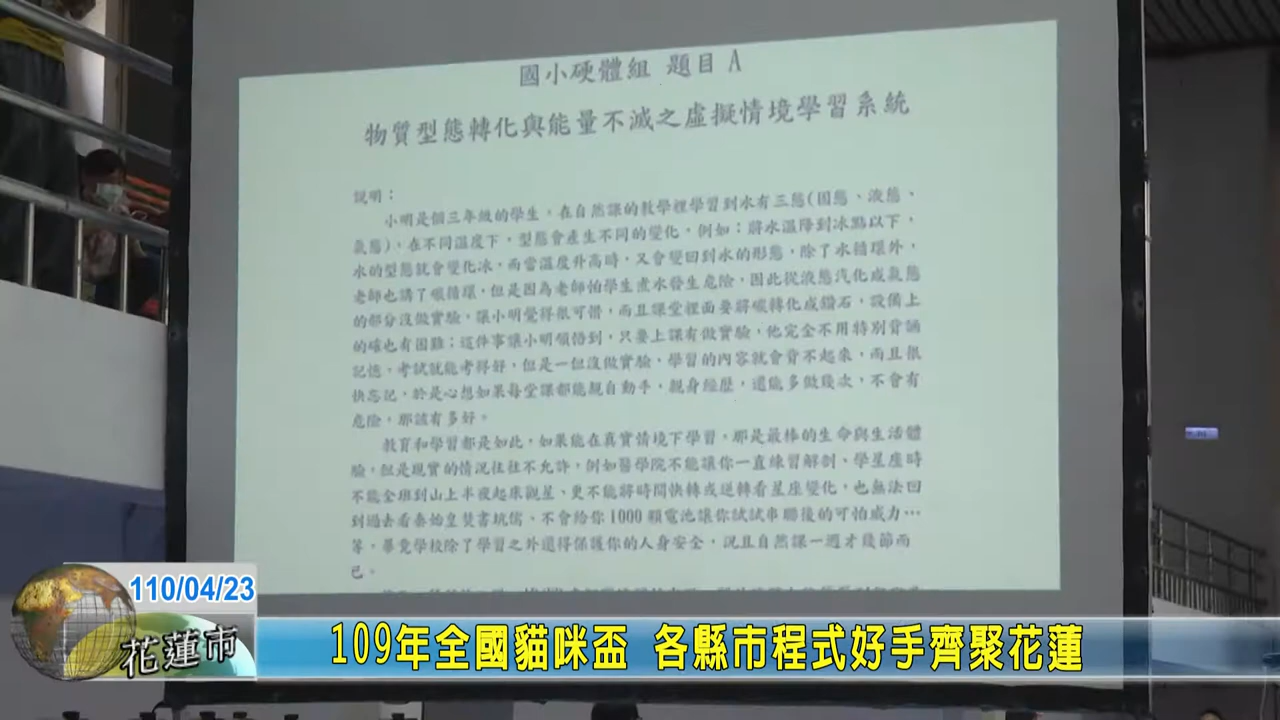 國小硬體組 題目 A
物質型態轉化與能量不滅之虛擬情境學習系統
說明：
小明是個三年級的學生，在自然課的教學裡學習到水有三態(固態、液態、
氣態)，在不同溫度下，型態會產生不同的變化，例如：將水溫降到冰點以下，
水的型態就會變化冰，而當溫度升高時，又會變回到水的形態，除了水循環外，
老師也講了碳循環，但是因為老師怕學生煮水發生危險，因此從液態汽化成氣態
的部分沒做實驗，讓小明覺得很可惜，而且課堂裡面要將碳轉化成鑽石，設備上
的確也有困難；這件事讓小明領悟到，只要上課有做實驗，他完全不用特別背誦
記憶，考試就能考得好，但是一但沒做實驗，學習的內容就會背不起來，而且很
快忘記，於是心想如果每堂課都能親自動手，親身經歷，還能多做幾次，不會有
危險，那該有多好。
教育和學習都是如此，如果能在真實情境下學習，那是最棒的生命與生活體
驗，但是現實的情況往往不允許，例如醫學院不能讓你一直練習解剖、學星座時
不能全班到山上半夜起床觀星、更不能將時間快轉或逆轉看星座變化，也無法回
到過去看秦始皇焚書坑儒、不會給你 1000 顆電池讓你試試串聯後的可怕威力…
等，畢竟學校除了學習之外還得保護你的人身安全，況且自然課一週才幾節而
已。
110/04/23
花蓮市
109年全國貓咪盃 各縣市程式好手齊聚花蓮